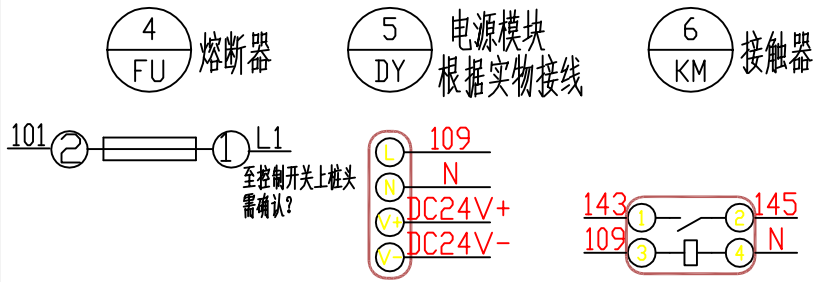 4
FU
熔断器
101
2
1
L1
至控制开关上桩头
需确认?
5
DY
电源模块
根据实物接线
L
109
N
N
V+
DC24V+
V-
DC24V-
6
KM
接触器
143
1
2
145
109
3
4
N